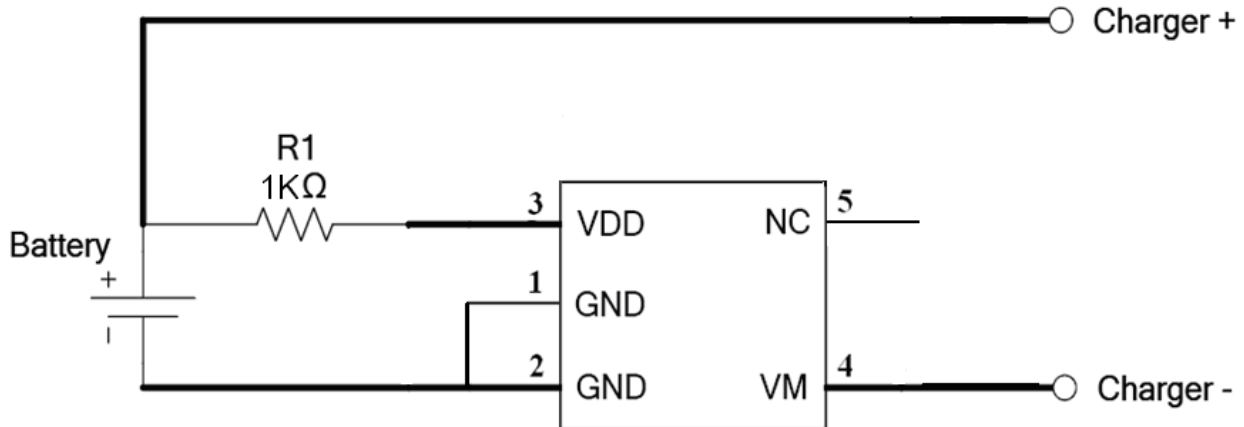 Charger +
R1
1KΩ
3
VDD
NC
5
Battery
+
-
1
GND
2
GND
VM
4
Charger -